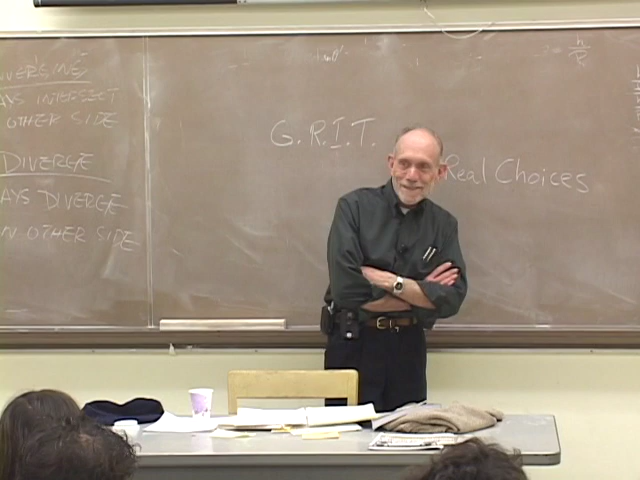 AYS INTERSECT
OTHER SIDE
DIVERGE
AYS DIVERGE
N OTHER SIDE
G.R.I.T.
Real Choices
h
R